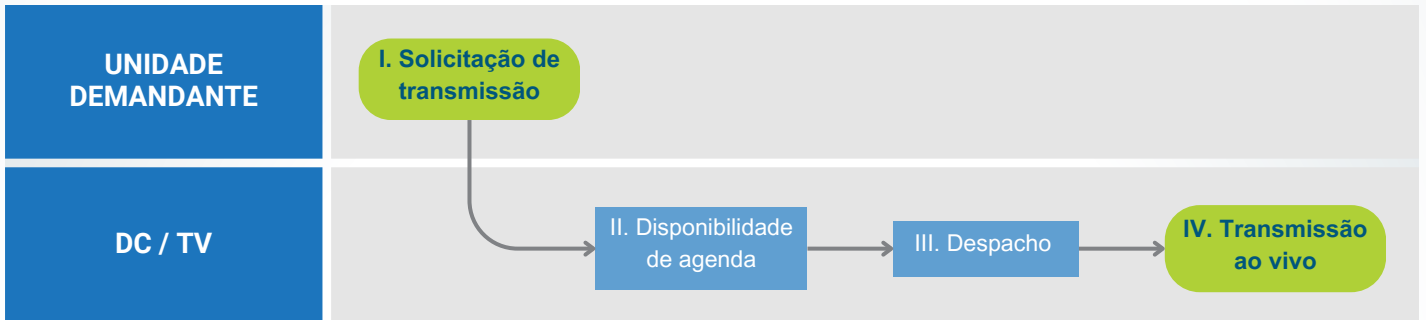 UNIDADE
DEMANDANTE
I. Solicitação de
transmissão
DC / TV
II. Disponibilidade
de agenda
III. Despacho
IV. Transmissão
ao vivo